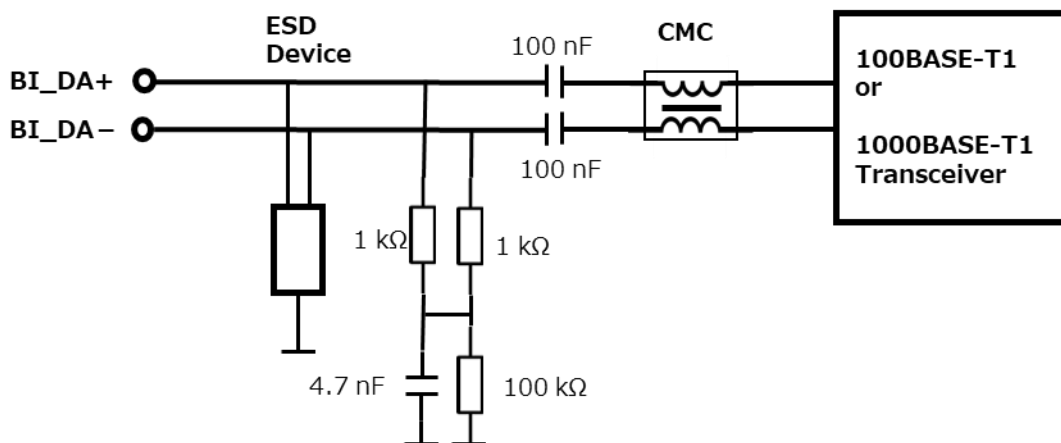 ESD
Device
100 nF
CMC
BI_DA+
BI_DA−
100 nF
100BASE-T1
or
1000BASE-T1
Transceiver
1 kΩ
1 kΩ
4.7 nF
100 kΩ